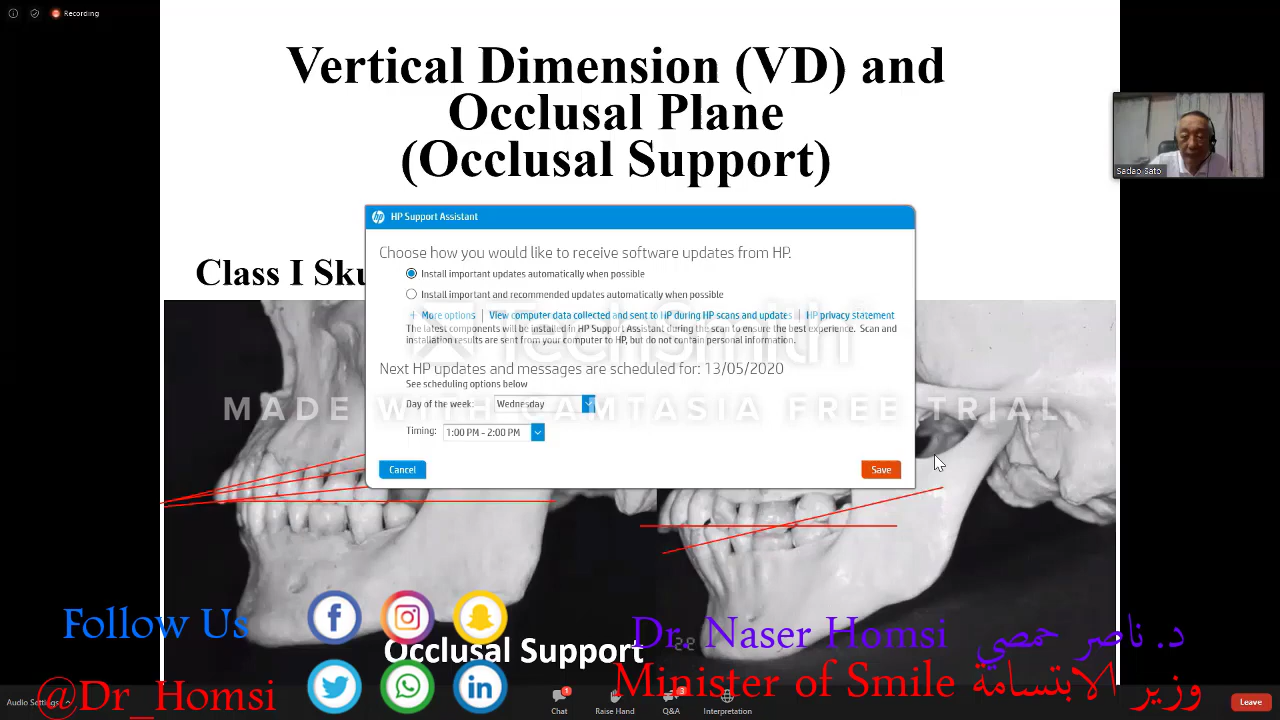 Recording
Vertical Dimension (VD) and
Occlusal Plane
(Occlusal Support)
Sadao Sato
hp HP Support Assistant
Choose how you would like to receive software updates from HP.
Install important updates automatically when possible
Install important and recommended updates automatically when possible
+ More options | View computer data collected and sent to HP during HP scans and updates | HP privacy statement
The latest components will be installed in HP Support Assistant during the scan to ensure the best experience. Scan and
installation results are sent from your computer to HP, but do not contain personal information.
Next HP updates and messages are scheduled for: 13/05/2020
See scheduling options below
Day of the week: Wednesday
Timing: 1:00 PM - 2:00 PM
Cancel Save
Class I
TechSmith
MADE WITH CAMTASIA FREE TRIAL
Follow Us
@Dr_Homsi
Occlusal Support
Dr. Naser Homsi د. ناصر حمصي
Minister of Smile وزير الابتسامة
Audio Settings
Chat
1
Raise Hand
Q&A
3
Interpretation
Leave